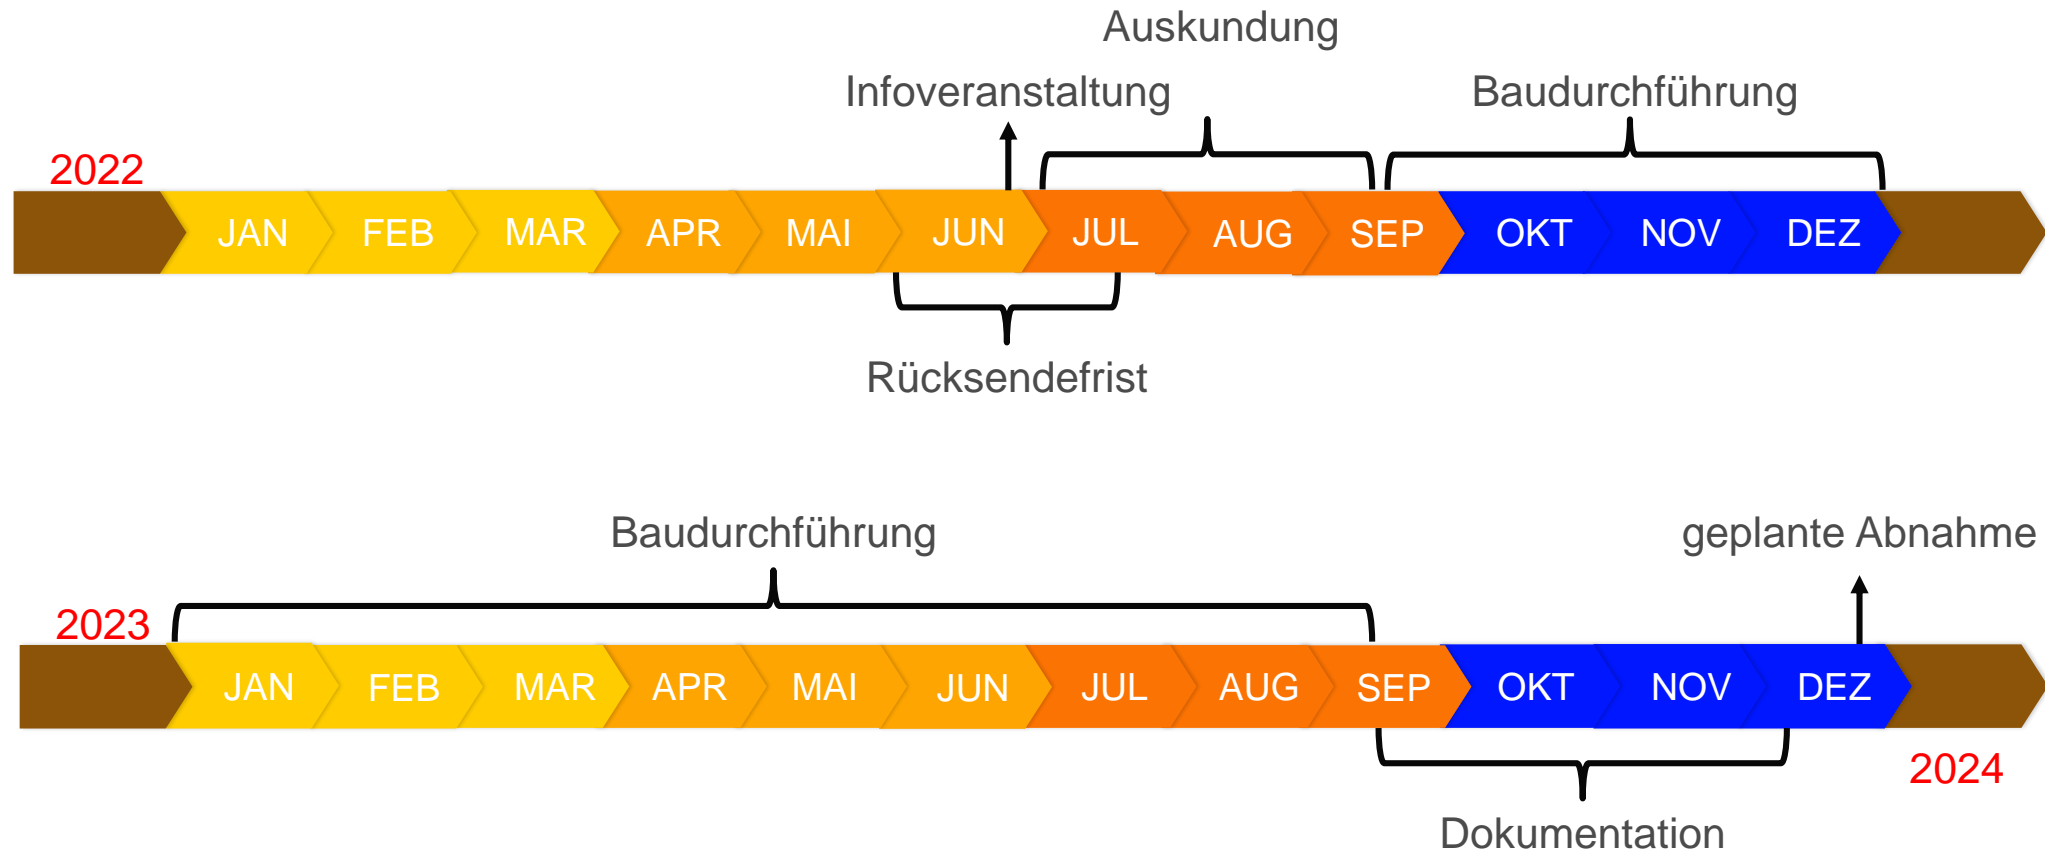 Auskundung
Infoveranstaltung
Baudurchführung
2022
JAN FEB MAR APR MAI JUN JUL AUG SEP OKT NOV DEZ
Rücksendefrist
Baudurchführung
geplante Abnahme
2023
JAN FEB MAR APR MAI JUN JUL AUG SEP OKT NOV DEZ
2024
Dokumentation